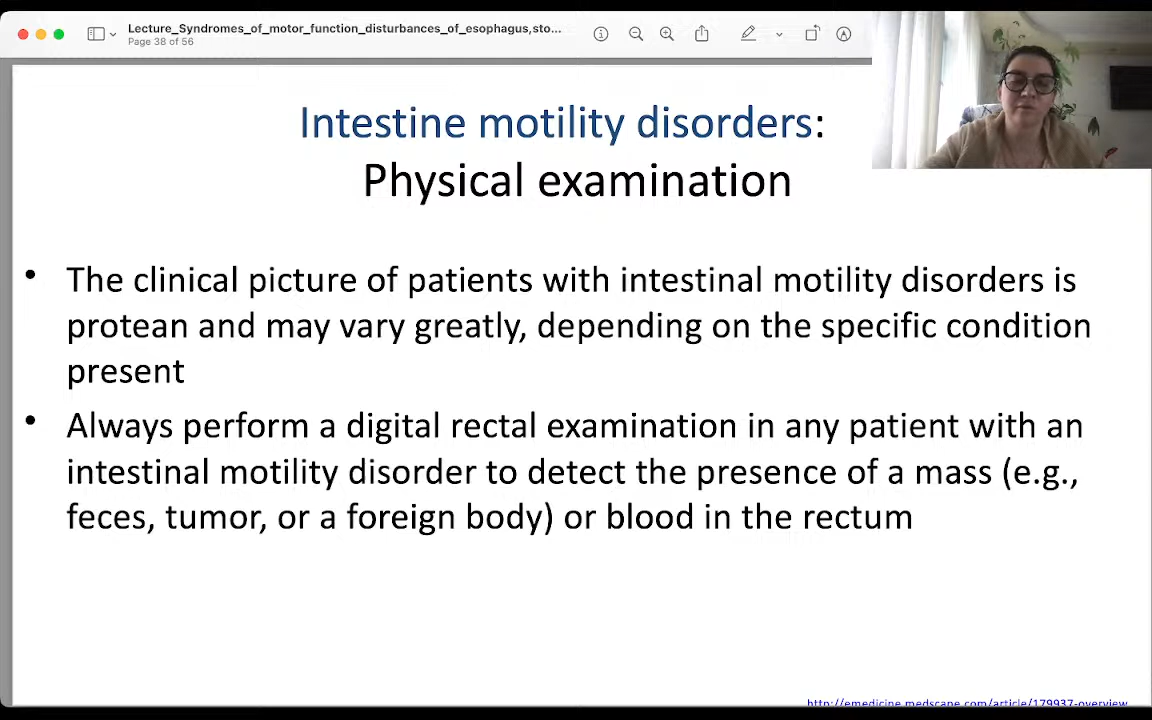 Lecture_Syndromes_of_motor_function_disturbances_of_esophagus,sto...
Page 38 of 56
Intestine motility disorders:
Physical examination
• The clinical picture of patients with intestinal motility disorders is
protean and may vary greatly, depending on the specific condition
present
• Always perform a digital rectal examination in any patient with an
intestinal motility disorder to detect the presence of a mass (e.g.,
feces, tumor, or a foreign body) or blood in the rectum
http://emedicine.medscape.com/article/179937-overview